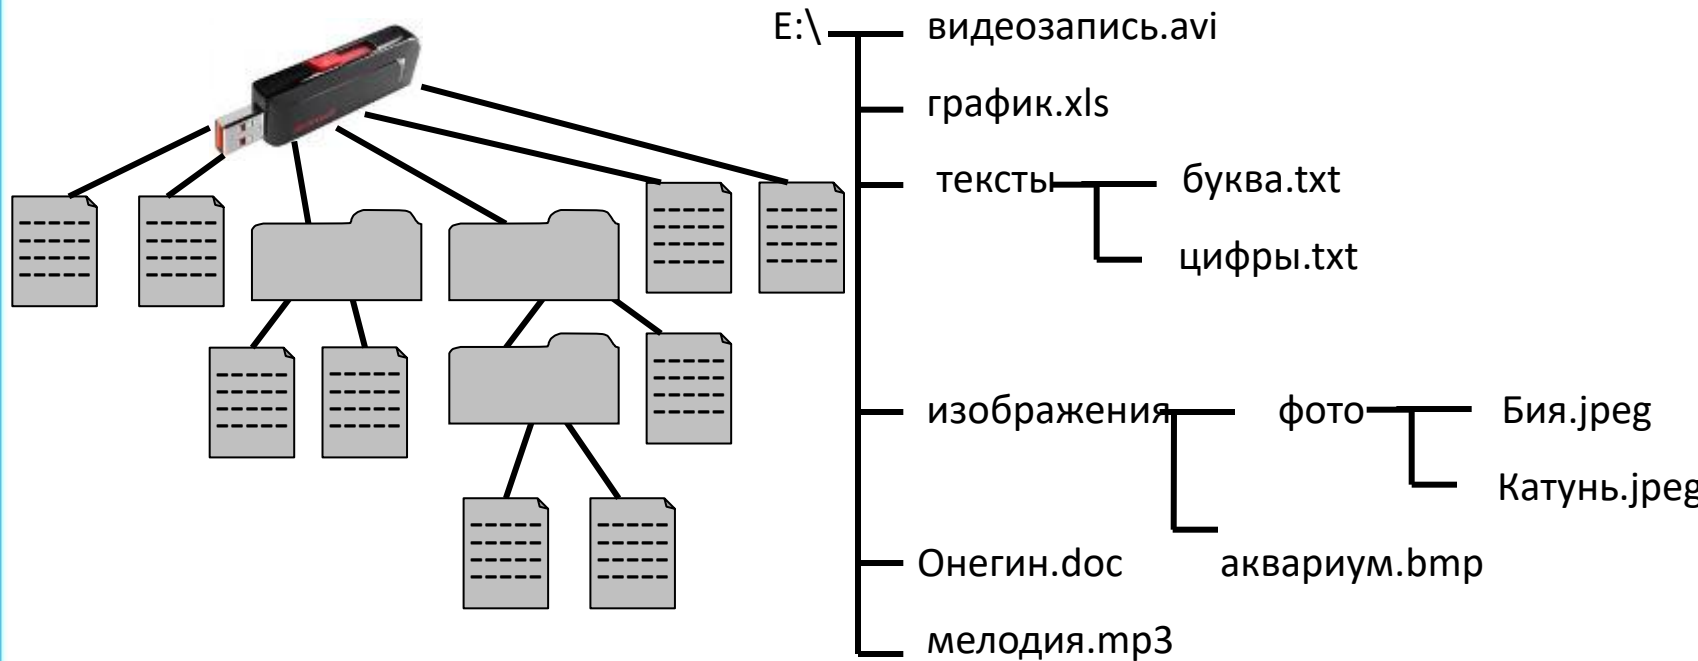 E:\ видеозапись.avi
график.xls
тексты буква.txt
цифры.txt
изображения фото Бия.jpeg
Катунь.jpeg
Онегин.doc аквариум.bmp
мелодия.mp3